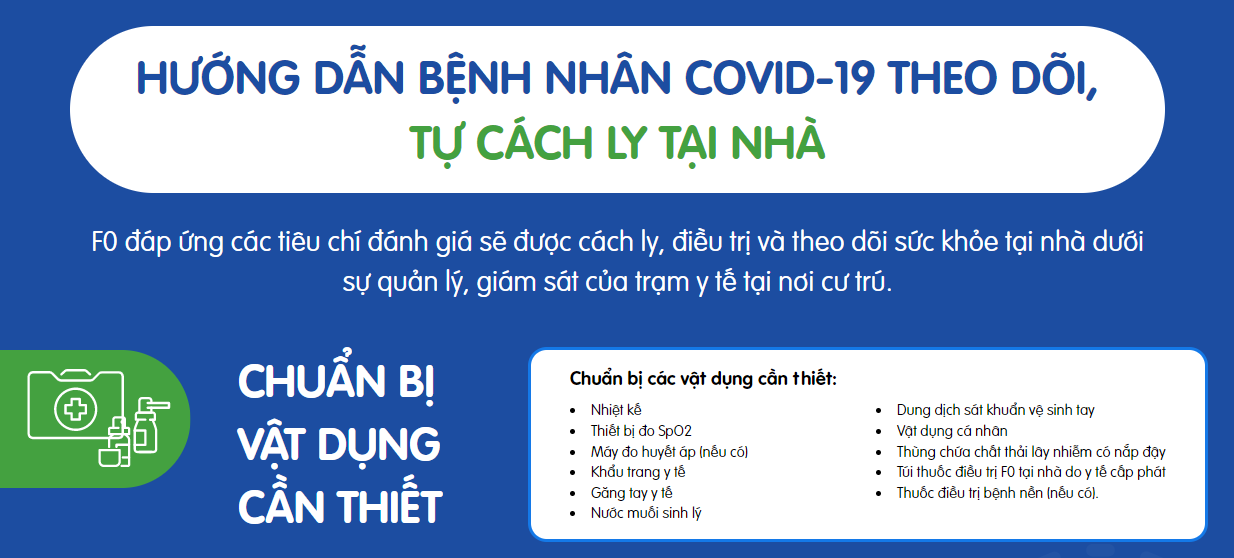 HƯỚNG DẪN BỆNH NHÂN COVID-19 THEO DÕI,
TỰ CÁCH LY TẠI NHÀ
F0 đáp ứng các tiêu chí đánh giá sẽ được cách ly, điều trị và theo dõi sức khỏe tại nhà dưới
sự quản lý, giám sát của trạm y tế tại nơi cư trú.
CHUẨN BỊ
VẬT DỤNG
CẦN THIẾT
Chuẩn bị các vật dụng cần thiết:
• Nhiệt kế
• Thiết bị đo SpO2
• Máy đo huyết áp (nếu có)
• Khẩu trang y tế
• Găng tay y tế
• Nước muối sinh lý
• Dung dịch sát khuẩn vệ sinh tay
• Vật dụng cá nhân
• Thùng chứa chất thải lây nhiễm có nắp đậy
• Túi thuốc điều trị F0 tại nhà do y tế cấp phát
• Thuốc điều trị bệnh nền (nếu có).